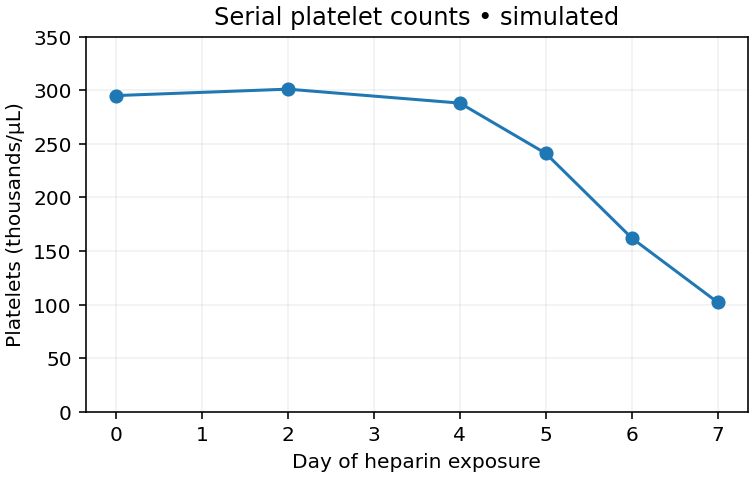 Serial platelet counts • simulated
Platelets (thousands/µL)
350
300
250
200
150
100
50
0
0 1 2 3 4 5 6 7
Day of heparin exposure